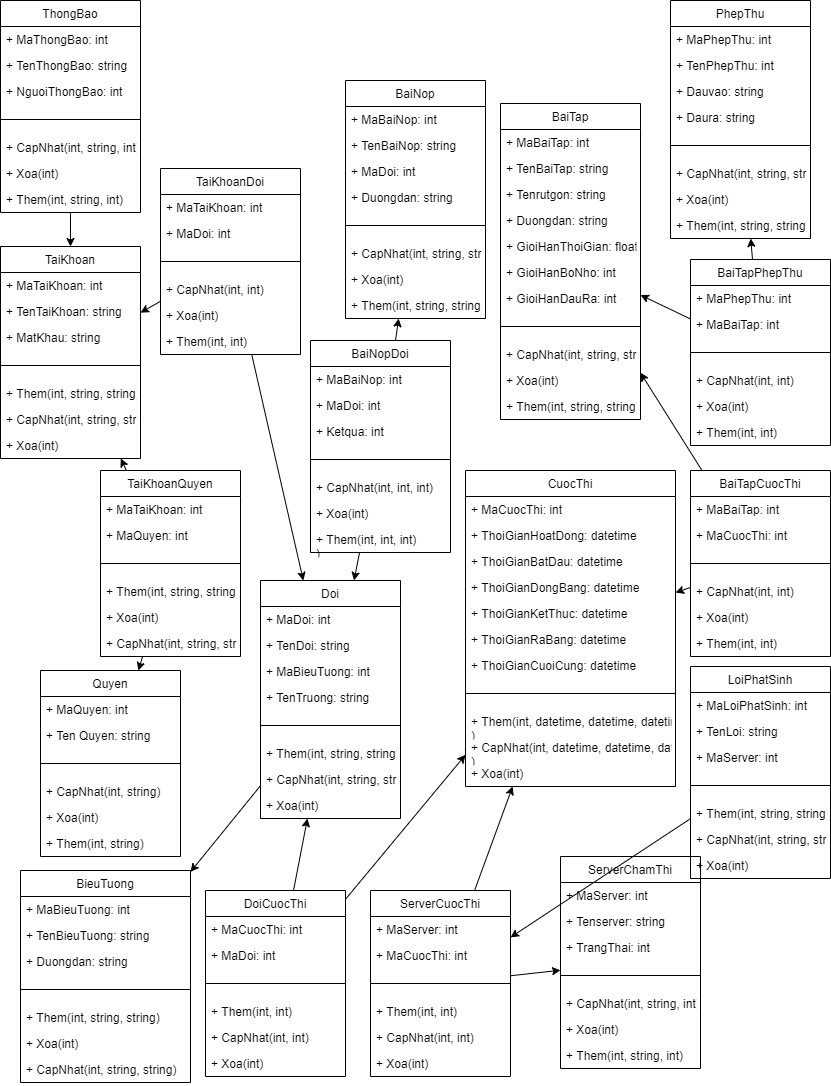 ThongBao
+ MaThongBao: int
+ TenThongBao: string
+ NguoiThongBao: int
+ CapNhat(int, string, int
+ Xoa(int)
+ Them(int, string, int)
TaiKhoan
+ MaTaiKhoan: int
+ TenTaiKhoan: string
+ MatKhau: string
+ Them(int, string, string
+ CapNhat(int, string, str
+ Xoa(int)
TaiKhoanDoi
+ MaTaiKhoan: int
+ MaDoi: int
+ CapNhat(int, int)
+ Xoa(int)
+ Them(int, int)
BaiNop
+ MaBaiNop: int
+ TenBaiNop: string
+ MaDoi: int
+ Duongdan: string
+ CapNhat(int, string, str
+ Xoa(int)
+ Them(int, string, string
BaiTap
+ MaBaiTap: int
+ TenBaiTap: string
+ Tenrutgon: string
+ Duongdan: string
+ GioiHanThoiGian: float
+ GioiHanBoNho: int
+ GioiHanDauRa: int
+ CapNhat(int, string, str
+ Xoa(int)
+ Them(int, string, string
PhepThu
+ MaPhepThu: int
+ TenPhepThu: int
+ Dauvao: string
+ Daura: string
+ CapNhat(int, string, str
+ Xoa(int)
+ Them(int, string, string
BaiTapPhepThu
+ MaPhepThu: int
+ MaBaiTap: int
+ CapNhat(int, int)
+ Xoa(int)
+ Them(int, int)
BaiNopDoi
+ MaBaiNop: int
+ MaDoi: int
+ Ketqua: int
+ CapNhat(int, int, int)
+ Xoa(int)
+ Them(int, int, int)
)
TaiKhoanQuyen
+ MaTaiKhoan: int
+ MaQuyen: int
+ Them(int, string, string
+ Xoa(int)
+ CapNhat(int, string, str
CuocThi
+ MaCuocThi: int
+ ThoiGianHoatDong: datetime
+ ThoiGianBatDau: datetime
+ ThoiGianDongBang: datetime
+ ThoiGianKetThuc: datetime
+ ThoiGianRaBang: datetime
+ ThoiGianCuoiCung: datetime
+ Them(int, datetime, datetime, dateti
)
+ CapNhat(int, datetime, datetime, da
)
+ Xoa(int)
BaiTapCuocThi
+ MaBaiTap: int
+ MaCuocThi: int
+ CapNhat(int, int)
+ Xoa(int)
+ Them(int, int)
Doi
+ MaDoi: int
+ TenDoi: string
+ MaBieuTuong: int
+ TenTruong: string
+ Them(int, string, string
+ CapNhat(int, string, str
+ Xoa(int)
Quyen
+ MaQuyen: int
+ Ten Quyen: string
+ CapNhat(int, string)
+ Xoa(int)
+ Them(int, string)
LoiPhatSinh
+ MaLoiPhatSinh: int
+ TenLoi: string
+ MaServer: int
+ Them(int, string, string
+ CapNhat(int, string, str
+ Xoa(int)
BieuTuong
+ MaBieuTuong: int
+ TenBieuTuong: string
+ Duongdan: string
+ Them(int, string, string)
+ Xoa(int)
+ CapNhat(int, string, string)
DoiCuocThi
+ MaCuocThi: int
+ MaDoi: int
+ Them(int, int)
+ CapNhat(int, int)
+ Xoa(int)
ServerCuocThi
+ MaServer: int
+ MaCuocThi: int
+ Them(int, int)
+ CapNhat(int, int)
+ Xoa(int)
ServerChamThi
+ MaServer: int
+ Tenserver: string
+ TrangThai: int
+ CapNhat(int, string, int
+ Xoa(int)
+ Them(int, string, int)